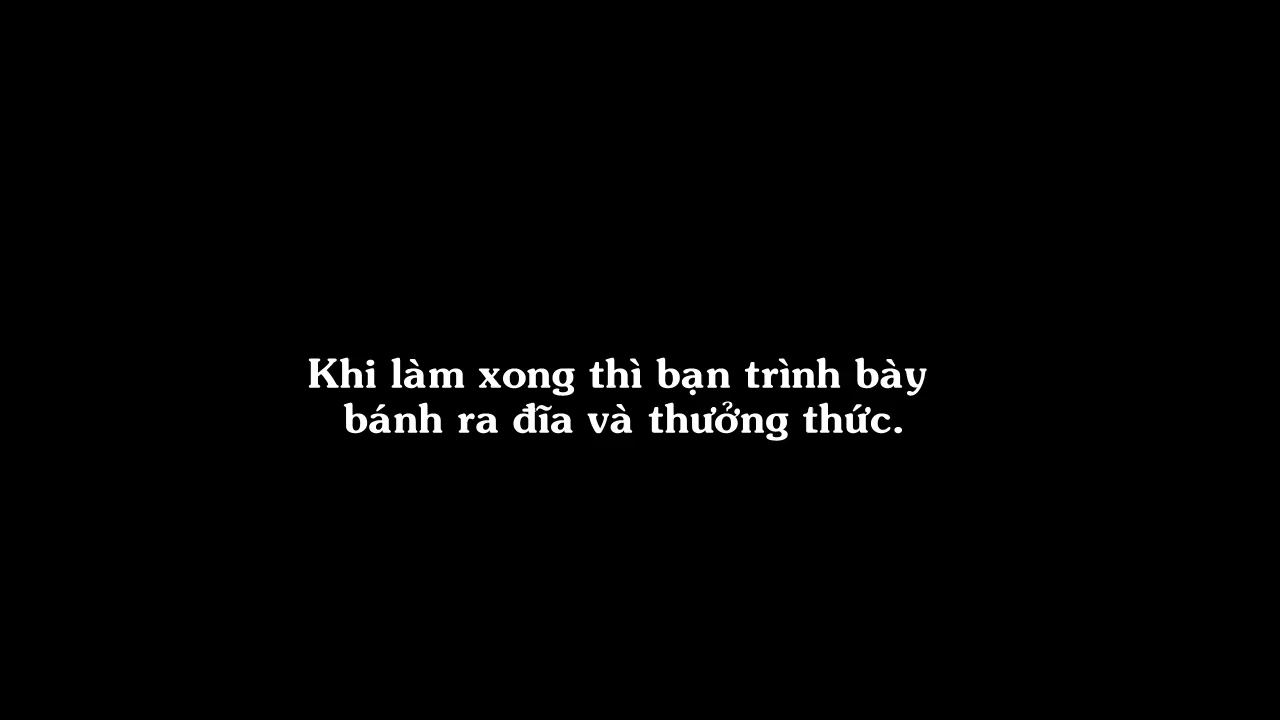 Khi làm xong thì bạn trình bày
bánh ra đĩa và thưởng thức.